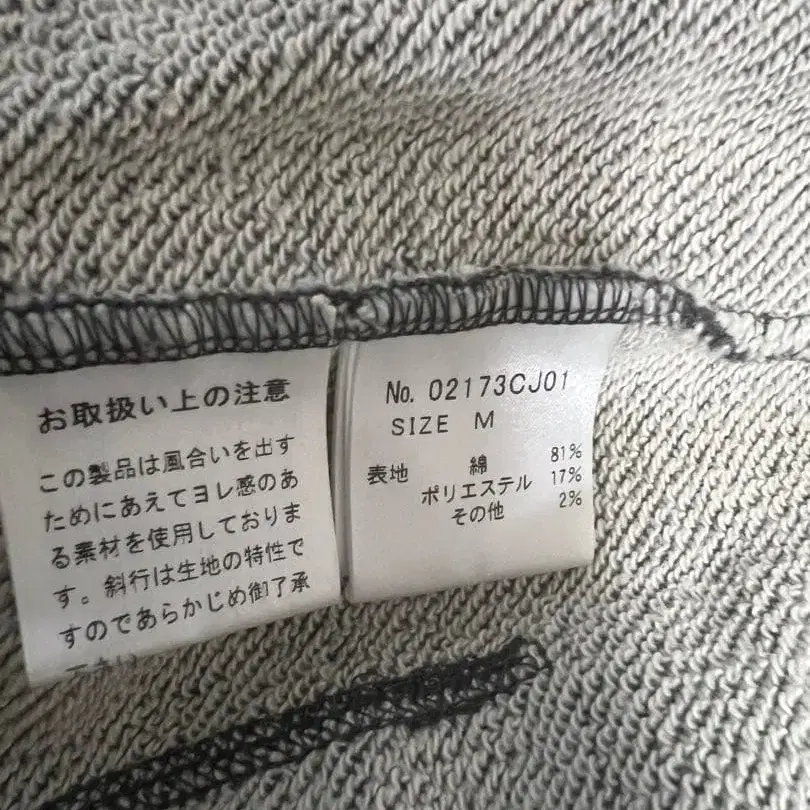 お取扱い上の注意
この製品は風合いを出す
ためにあえてヨレ感のあ
る素材を使用しておりま
す。斜行は生地の特性で
すのであらかじめ御了承
下さい
No. 02173CJ01
SIZE M
表地 綿 81%
ポリエステル 17%
その他 2%